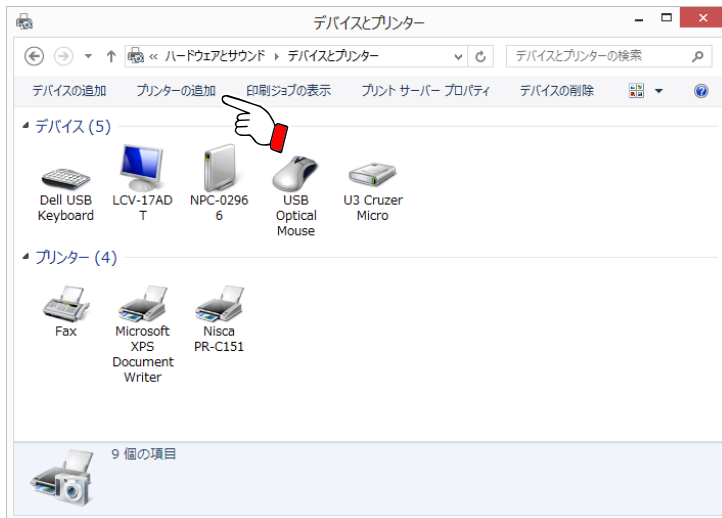 デバイスとプリンター
« ハードウェアとサウンド ▸ デバイスとプリンター
デバイスとプリンターの検索
デバイスの追加 プリンターの追加 印刷ジョブの表示 プリント サーバー プロパティ デバイスの削除
デバイス (5)
Dell USB
Keyboard
LCV-17AD
T
NPC-0296
6
USB
Optical
Mouse
U3 Cruzer
Micro
プリンター (4)
Fax
Microsoft
XPS
Document
Writer
Nisca
PR-C151
9 個の項目